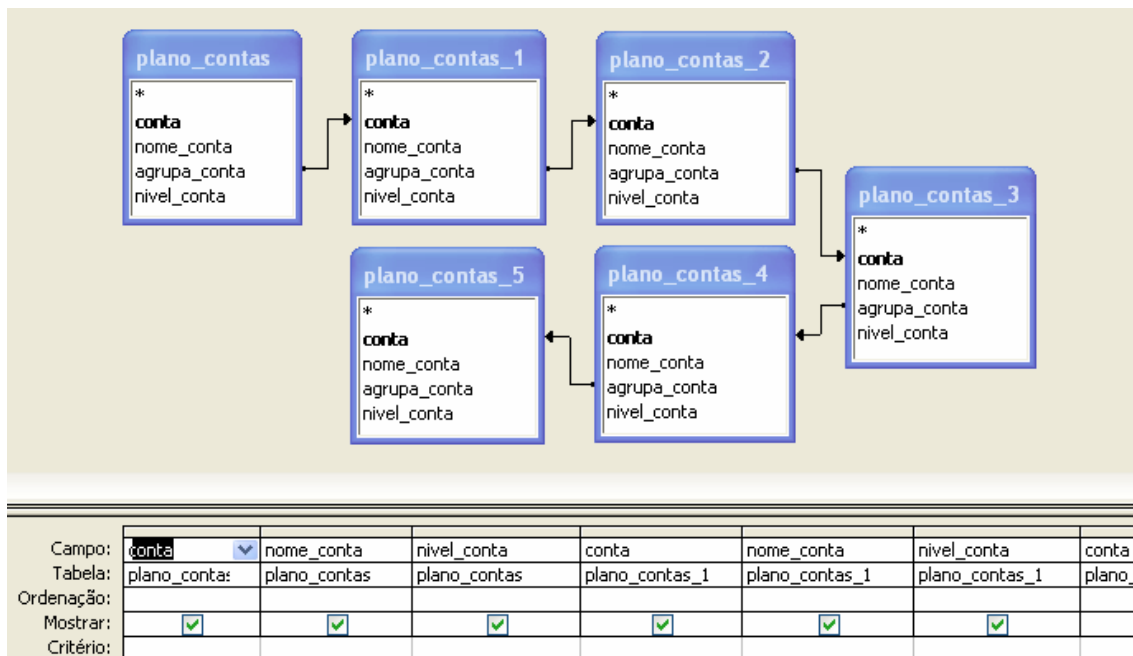 plano_contas
*
conta
nome_conta
agrupa_conta
nivel_conta
plano_contas_1
*
conta
nome_conta
agrupa_conta
nivel_conta
plano_contas_2
*
conta
nome_conta
agrupa_conta
nivel_conta
plano_contas_3
*
conta
nome_conta
agrupa_conta
nivel_conta
plano_contas_5
*
conta
nome_conta
agrupa_conta
nivel_conta
plano_contas_4
*
conta
nome_conta
agrupa_conta
nivel_conta
Campo: conta nome_conta nivel_conta conta nome_conta nivel_conta conta
Tabela: plano_contas plano_contas plano_contas plano_contas_1 plano_contas_1 plano_contas_1 plano_
Ordenação:
Mostrar:
Critério: